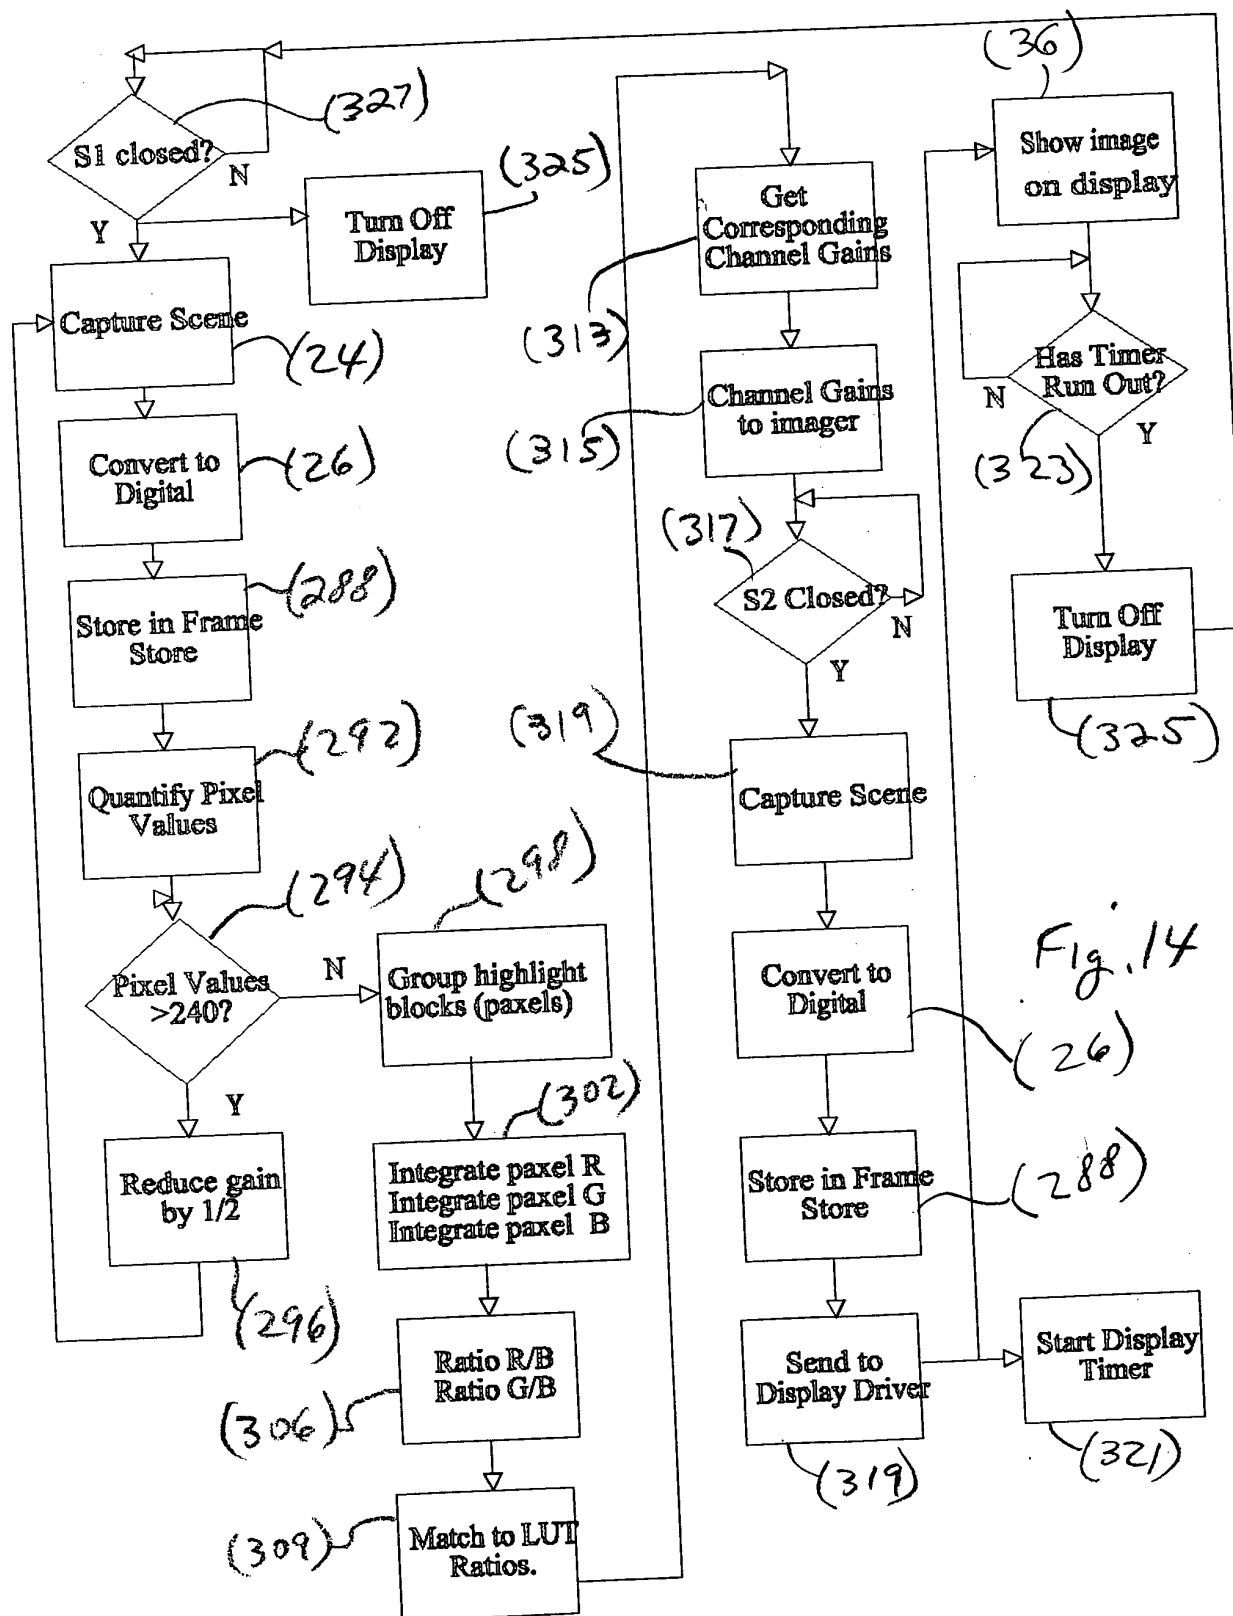 (327)
S1 closed?
N
Y
(325)
Turn Off
Display
Capture Scene
(24)
Convert to
Digital
(26)
Store in Frame
Store
(288)
Quantify Pixel
Values
(292)
Pixel Values
>240?
(294)
N
Y
Reduce gain
by 1/2
(296)
(298)
Group highlight
blocks (paxels)
(302)
Integrate paxel R
Integrate paxel G
Integrate paxel B
Ratio R/B
Ratio G/B
(306)
Match to LUT
Ratios.
(309)
Get
Corresponding
Channel Gains
(313)
Channel Gains
to imager
(315)
(317)
S2 Closed?
N
Y
(319)
Capture Scene
Convert to
Digital
(26)
Store in Frame
Store
(288)
Send to
Display Driver
(319)
Start Display
Timer
(321)
(36)
Show image
on display
Has Timer
Run Out?
N
Y
(323)
Turn Off
Display
(325)
Fig. 14